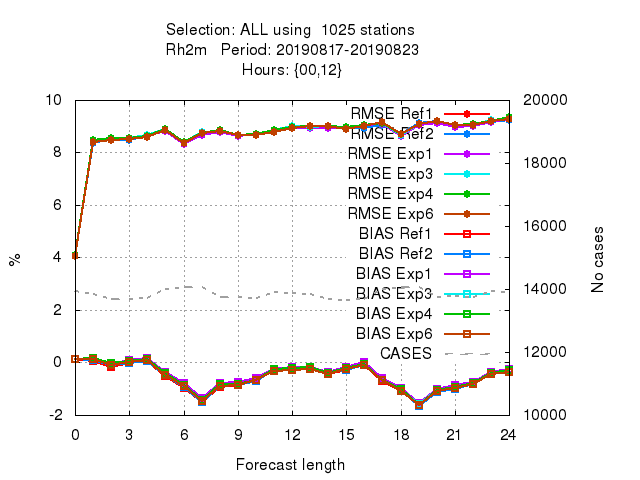 Selection: ALL using  1025 stations
Rh2m   Period: 20190817-20190823
Hours: {00,12}
10
8
6
4
2
0
-2
%
20000
18000
16000
14000
12000
10000
No cases
RMSE Ref1
RMSE Ref2
RMSE Exp1
RMSE Exp3
RMSE Exp4
RMSE Exp6
BIAS Ref1
BIAS Ref2
BIAS Exp1
BIAS Exp3
BIAS Exp4
BIAS Exp6
CASES
0 3 6 9 12 15 18 21 24
Forecast length